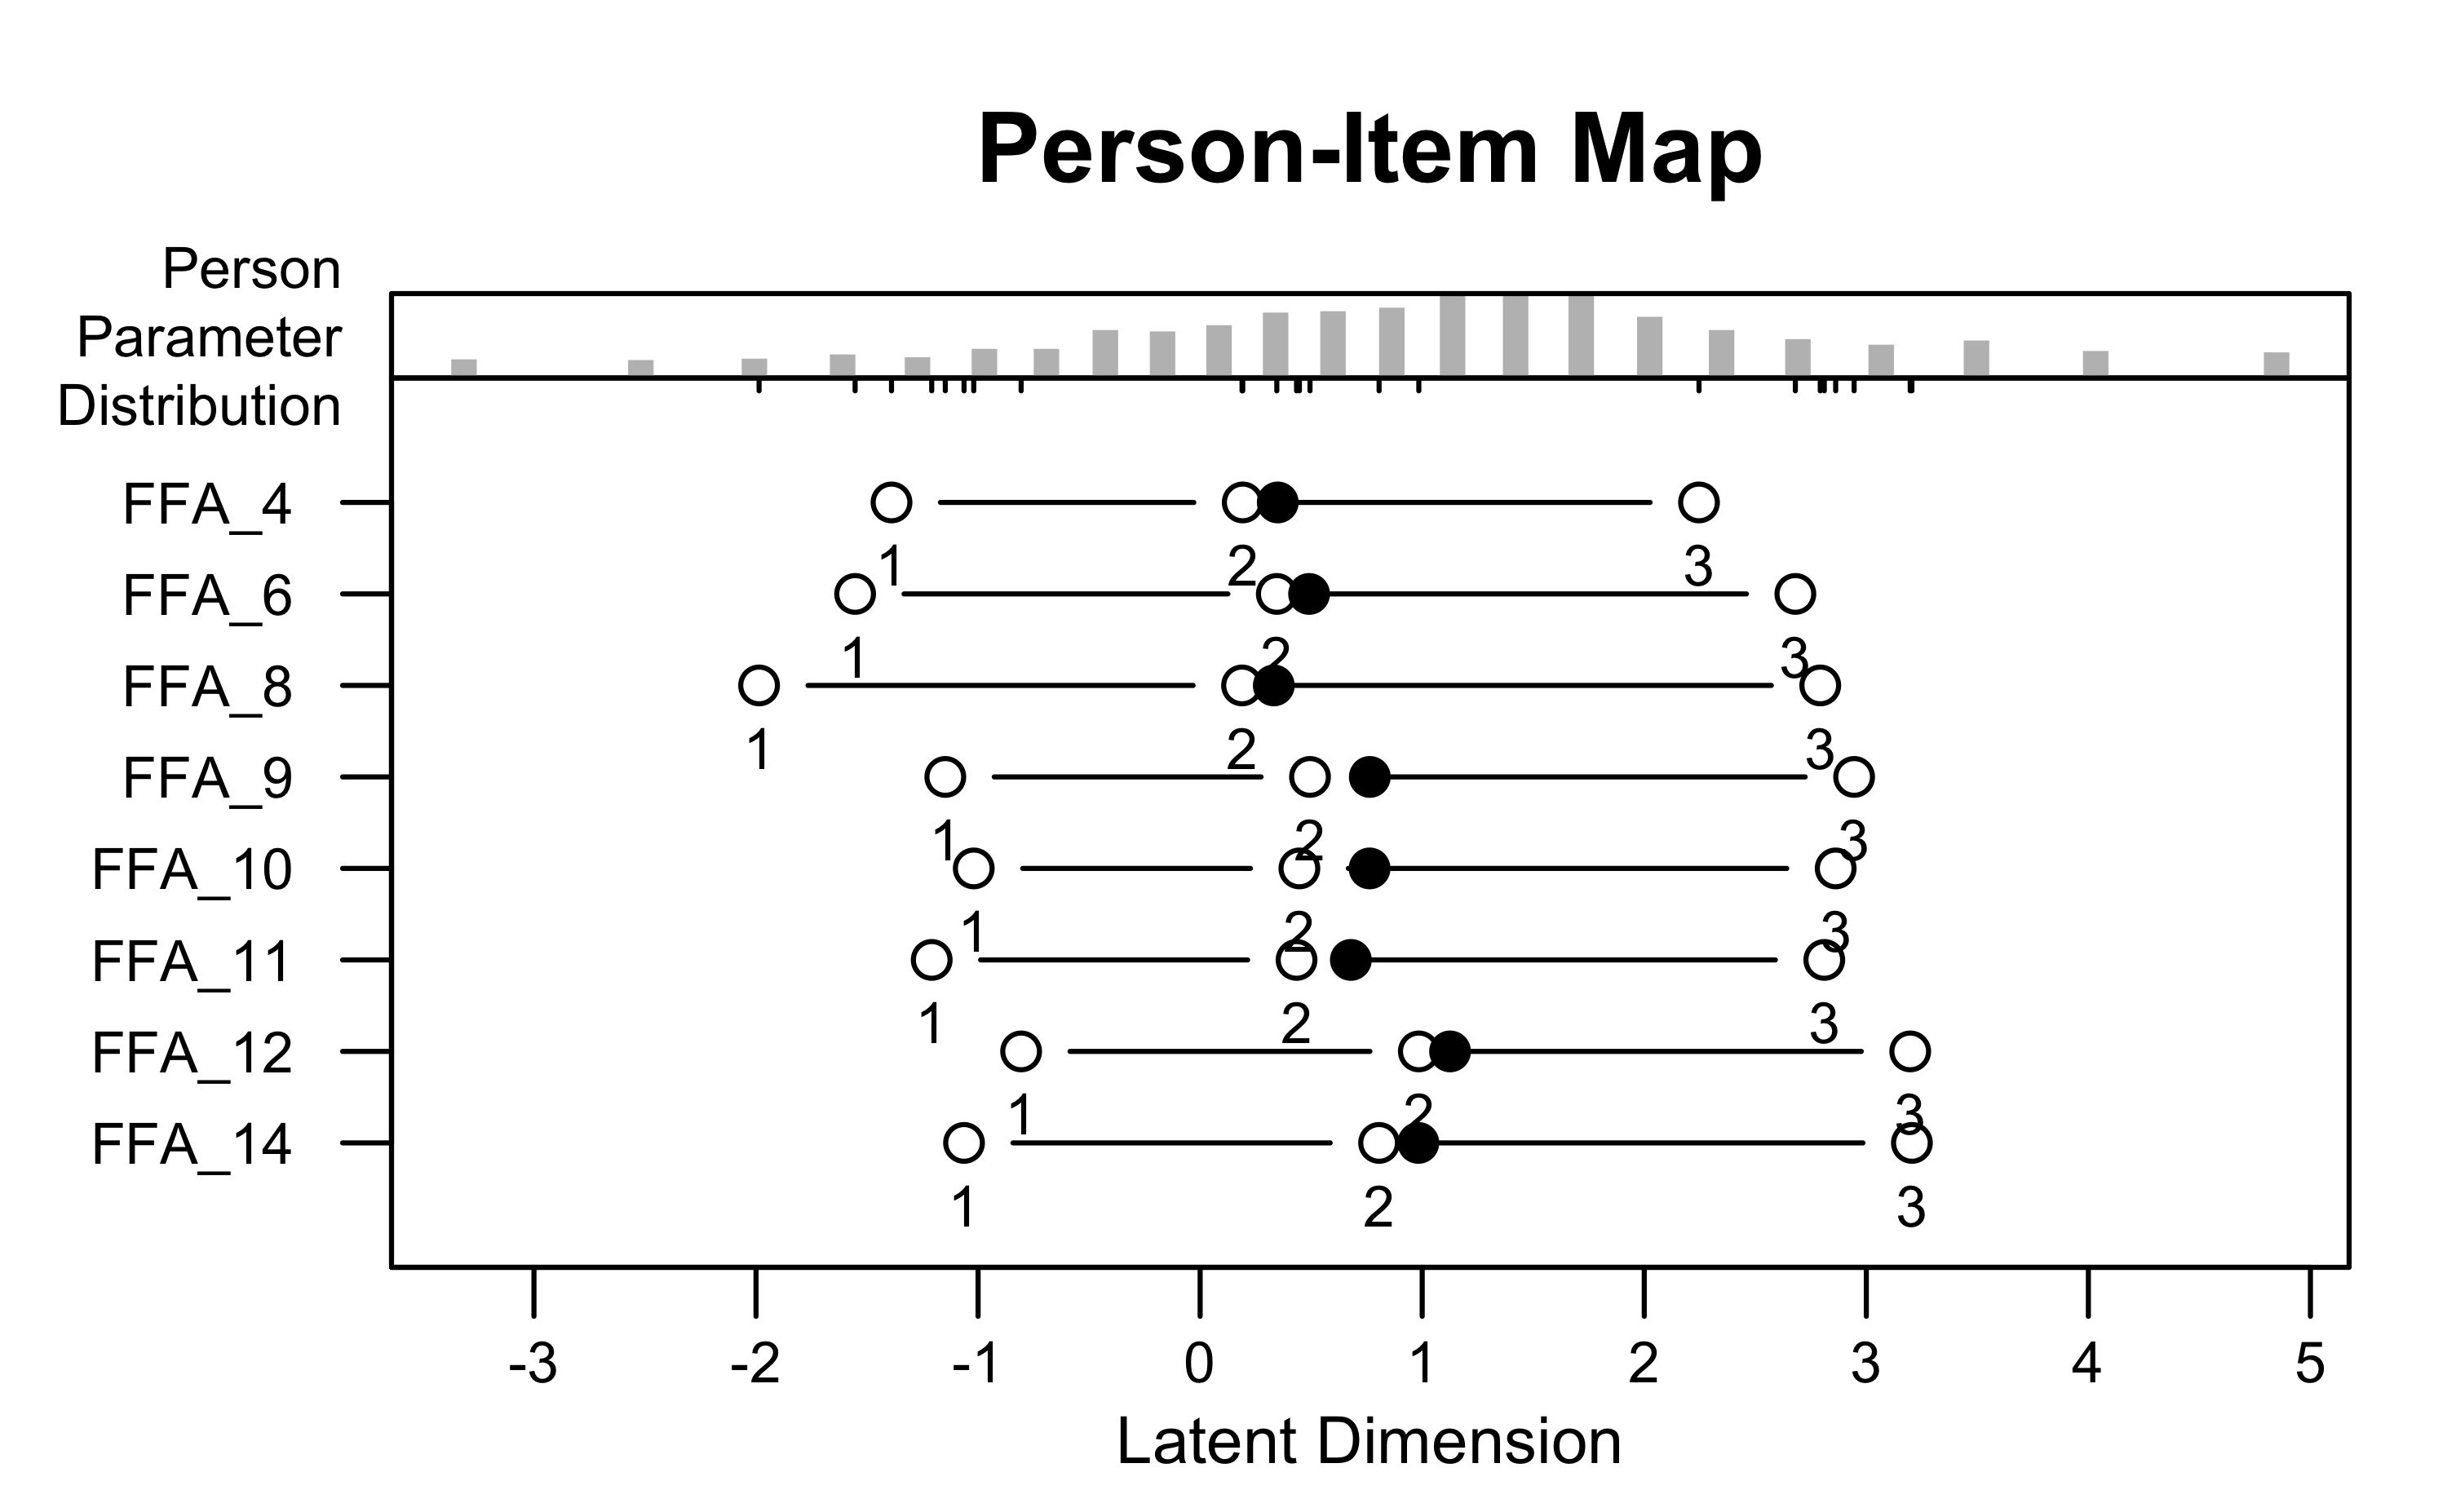 Person-Item Map
Person
Parameter
Distribution
FFA_4
1 2 3
FFA_6
1 2 3
FFA_8
1 2 3
FFA_9
1 2 3
FFA_10
1 2 3
FFA_11
1 2 3
FFA_12
1 2 3
FFA_14
1 2 3
-3 -2 -1 0 1 2 3 4 5
Latent Dimension